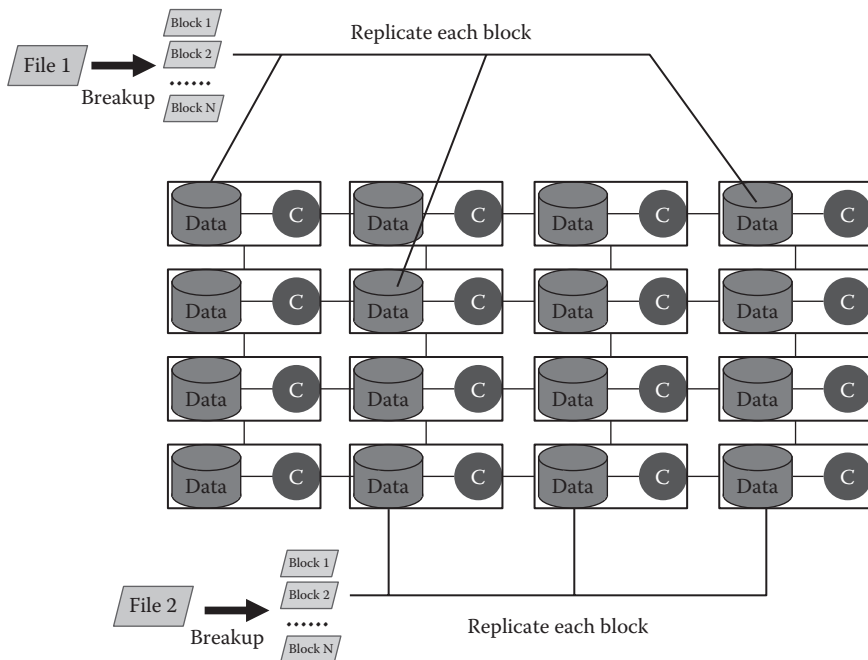 Block 1
Replicate each block
File 1
Block 2
Breakup
......
Block N
Data C Data C Data C Data C
Data C Data C Data C Data C
Data C Data C Data C Data C
Data C Data C Data C Data C
Block 1
File 2
Block 2
Breakup
......
Replicate each block
Block N